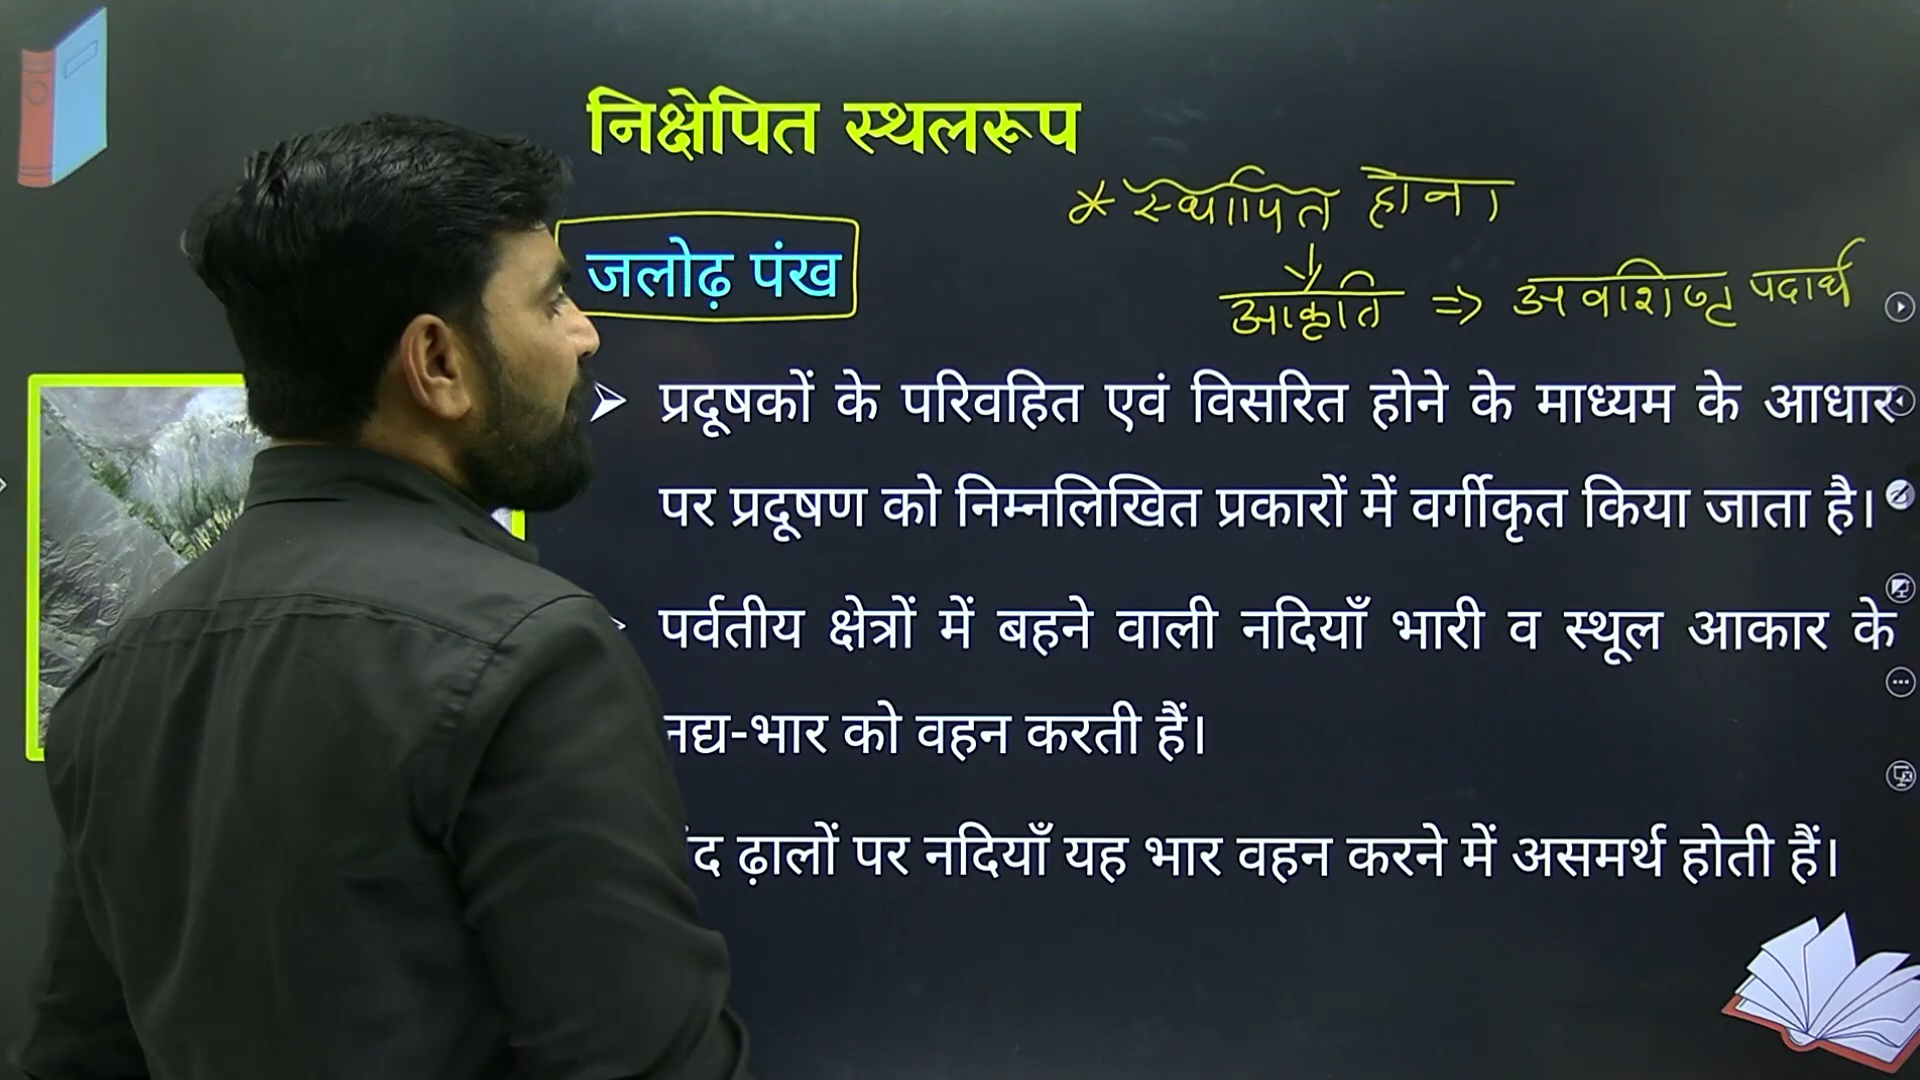 निक्षेपित स्थलरूप
* स्थापित होना
जलोढ़ पंख
आकृति => अवशिष्ट पदार्थ
प्रदूषकों के परिवहित एवं विसरित होने के माध्यम के आधार
पर प्रदूषण को निम्नलिखित प्रकारों में वर्गीकृत किया जाता है।
पर्वतीय क्षेत्रों में बहने वाली नदियाँ भारी व स्थूल आकार के
नद्य-भार को वहन करती हैं।
ढ़ालों पर नदियाँ यह भार वहन करने में असमर्थ होती हैं।